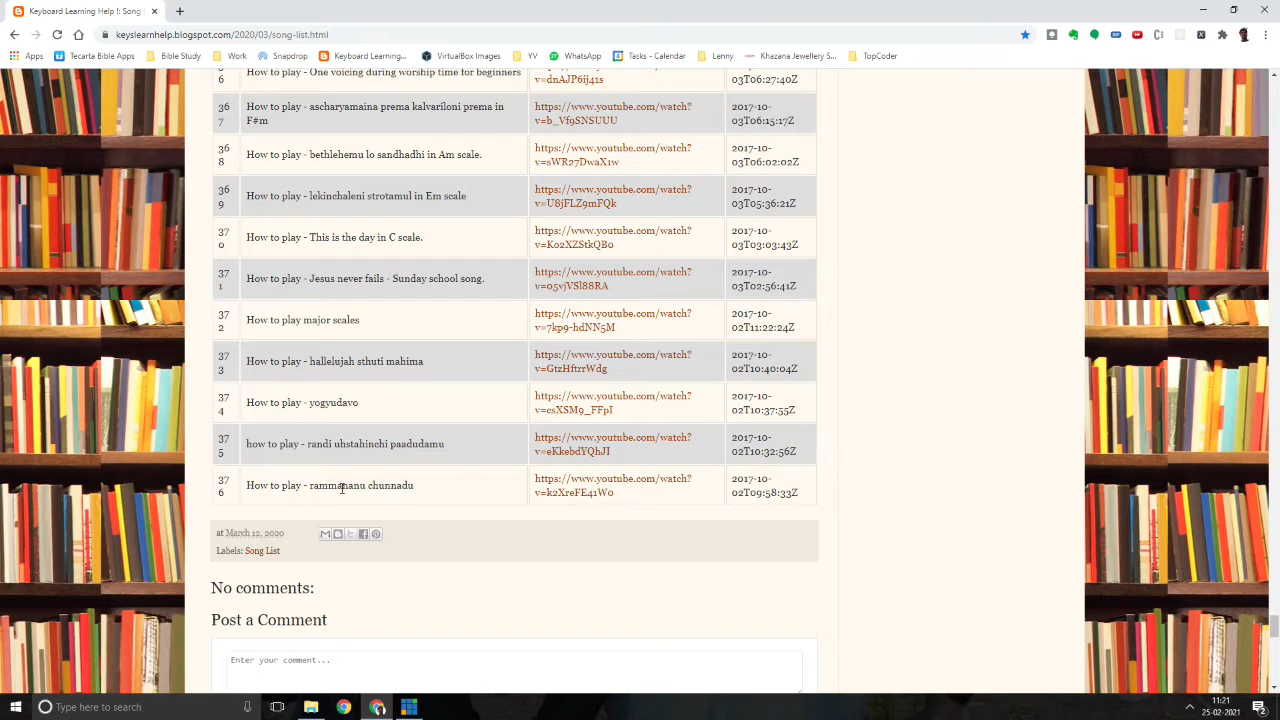 Keyboard Learning Help !: Song
keyslearnhelp.blogspot.com/2020/03/song-list.html
Apps Tecarta Bible Apps Bible Study Work Snapdrop Keyboard Learning... VirtualBox Images YV WhatsApp Tasks - Calendar Lenny Khazana Jewellery S... TopCoder
6 How to play - One voicing during worship time for beginners v=dnAJP6ij41s 03T06:27:40Z
36 How to play - ascharyamaina prema kalvariloni prema in https://www.youtube.com/watch? 2017-10-
7 F#m v=b_Vf9SNSUUU 03T06:15:17Z
36 How to play - bethlehemu lo sandhadhi in Am scale. https://www.youtube.com/watch? 2017-10-
8 v=sWR27DwaX1w 03T06:02:02Z
36 How to play - lekinchaleni strotamul in Em scale https://www.youtube.com/watch? 2017-10-
9 v=U8jFLZ9mFQk 03T05:36:21Z
37 How to play - This is the day in C scale. https://www.youtube.com/watch? 2017-10-
0 v=Ko2XZStkQB0 03T03:03:43Z
37 How to play - Jesus never fails - Sunday school song. https://www.youtube.com/watch? 2017-10-
1 v=05vjVSl88RA 03T02:56:41Z
37 How to play major scales https://www.youtube.com/watch? 2017-10-
2 v=7kp9-hdNN5M 02T11:22:24Z
37 How to play - hallelujah sthuti mahima https://www.youtube.com/watch? 2017-10-
3 v=GtzHftrrWdg 02T10:40:04Z
37 How to play - yogyudavo https://www.youtube.com/watch? 2017-10-
4 v=csXSM9_FFpI 02T10:37:55Z
37 how to play - randi uhstahinchi paadudamu https://www.youtube.com/watch? 2017-10-
5 v=eKkebdYQhJI 02T10:32:56Z
37 How to play - rammananu chunnadu https://www.youtube.com/watch? 2017-10-
6 v=k2XreFE41W0 02T09:58:33Z
at March 12, 2020
Labels: Song List
No comments:
Post a Comment
Enter your comment...
Type here to search
11:21
25-02-2021
2